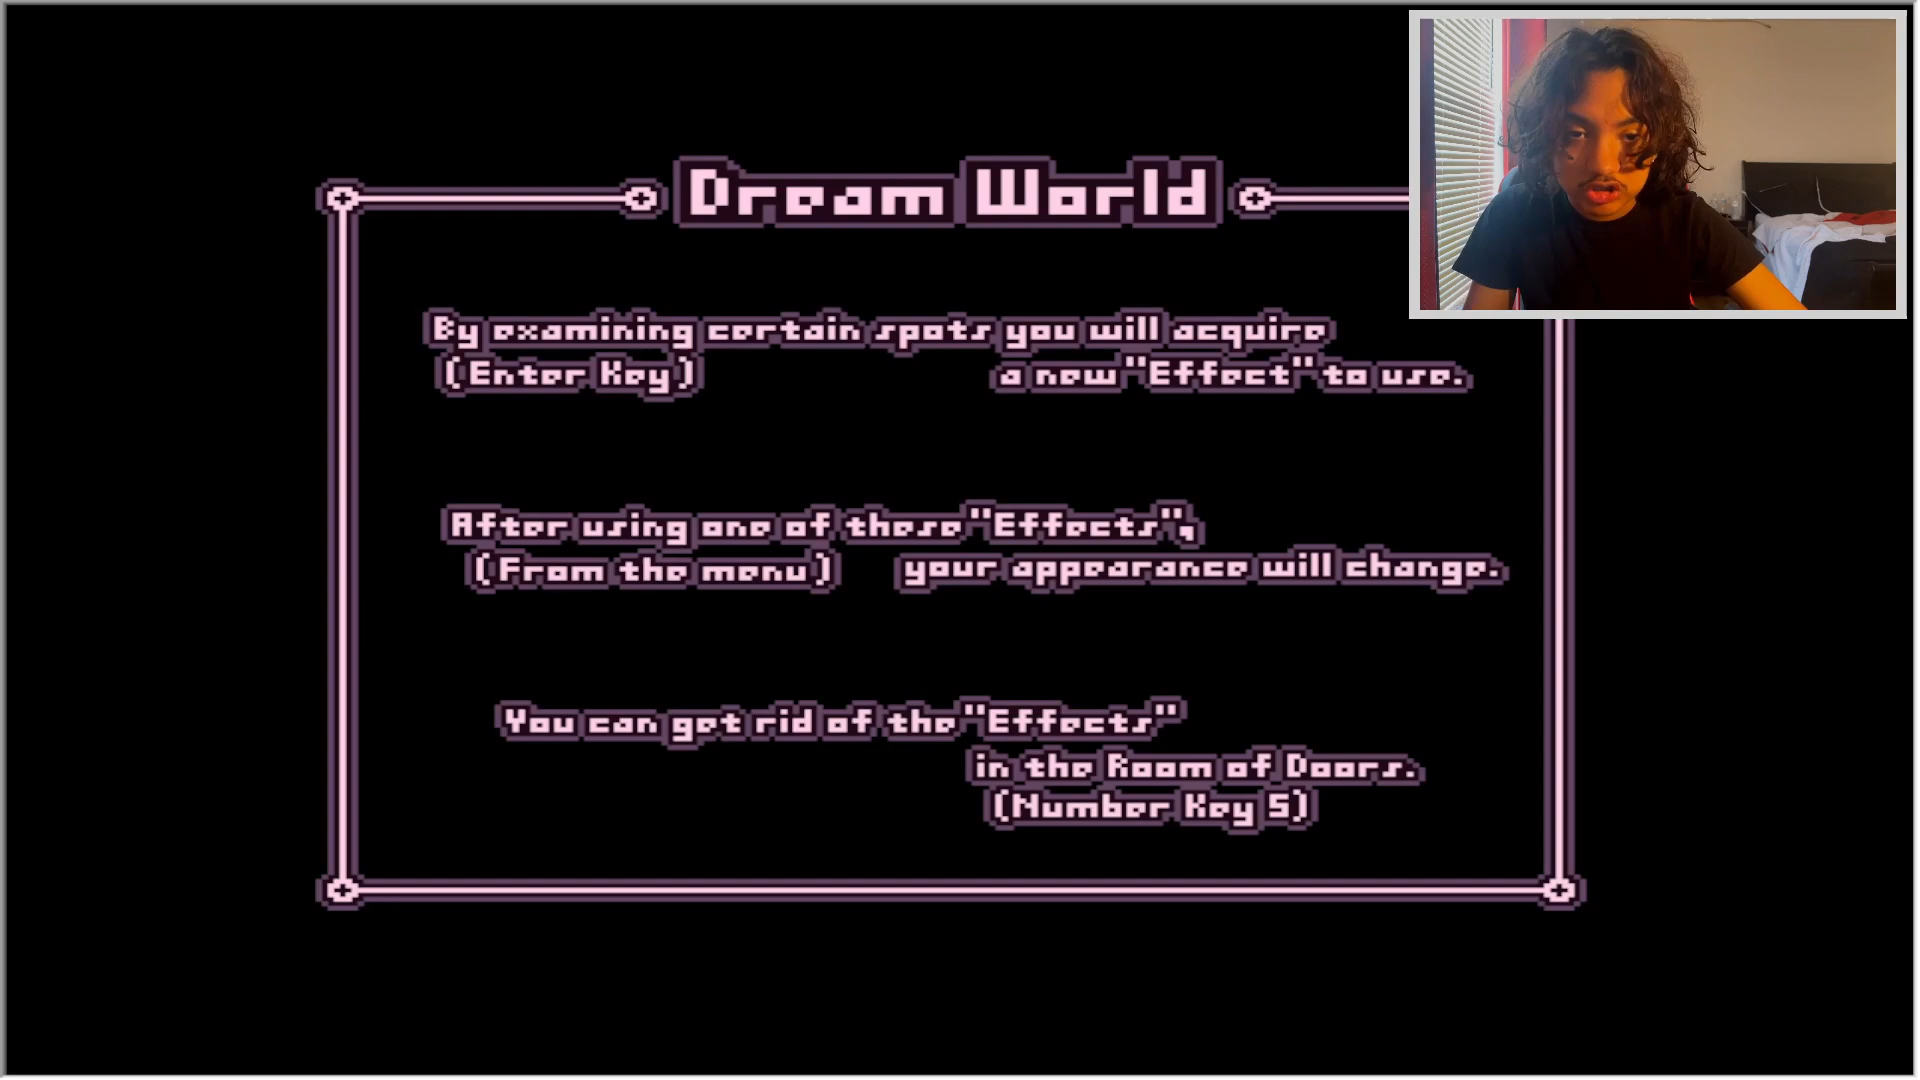 Dream World
By examining certain spots you will acquire
(Enter Key)
a new "Effect" to use.
After using one of these "Effects",
(From the menu)
your appearance will change.
You can get rid of the "Effects"
in the Room of Doors.
(Number Key 5)